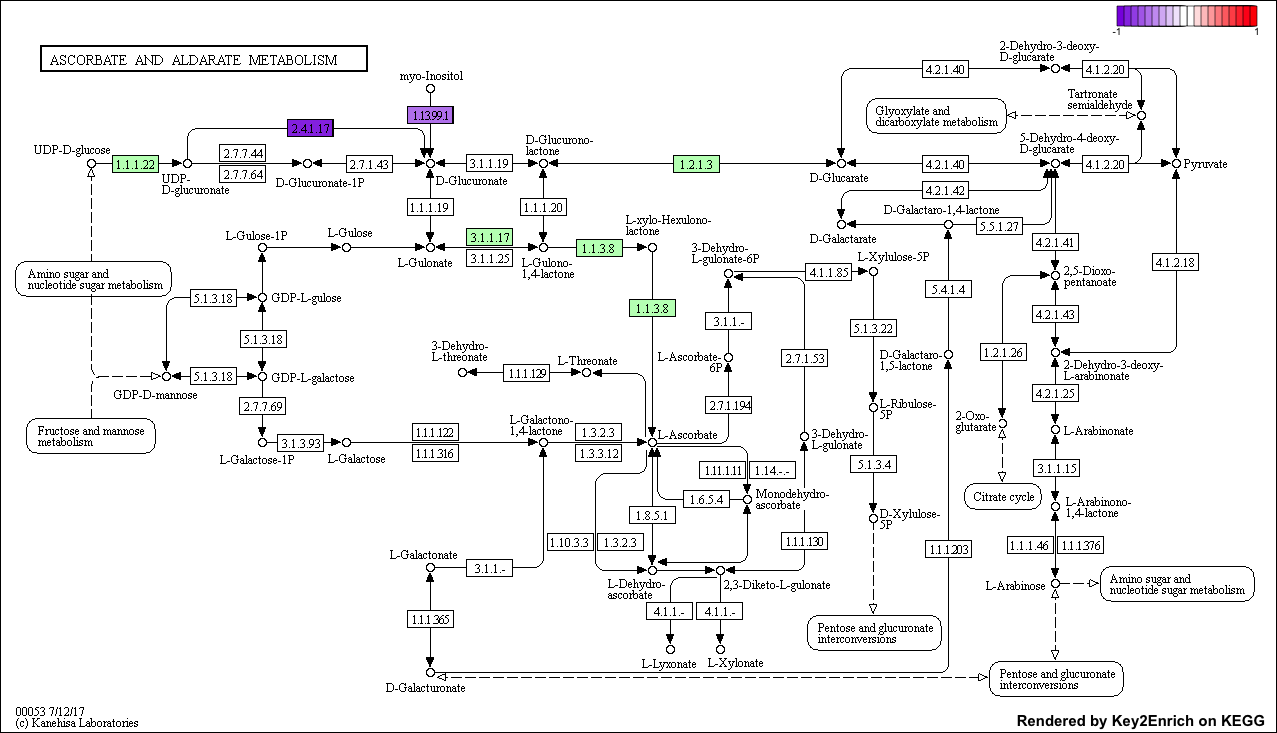 -1
1
ASCORBATE AND ALDARATE METABOLISM
myo-Inositol
2-Dehydro-3-deoxy-
D-glucarate
4.2.1.40
4.1.2.20
Tartronate
semialdehyde
Glyoxylate and
dicarboxylate metabolism
1.13.99.1
2.4.1.17
UDP-D-glucose
1.1.1.22
UDP-
D-glucuronate
2.7.7.44
2.7.7.64
D-Glucuronate-1P
2.7.1.43
D-Glucuronate
3.1.1.19
D-Glucurono-
lactone
1.2.1.3
D-Glucarate
4.2.1.40
5-Dehydro-4-deoxy-
D-glucarate
4.1.2.20
Pyruvate
4.2.1.42
1.1.1.19
1.1.1.20
L-xylo-Hexulono-
lactone
D-Galactarate
D-Galactaro-1,4-lactone
5.5.1.27
L-Gulose-1P
L-Gulose
L-Gulonate
3.1.1.17
3.1.1.25
L-Gulono-
1,4-lactone
1.1.3.8
3-Dehydro-
L-gulonate-6P
4.1.1.85
L-Xylulose-5P
4.2.1.41
4.2.1.18
Amino sugar and
nucleotide sugar metabolism
5.1.3.18
GDP-L-gulose
2,5-Dioxo-
pentanoate
5.4.1.4
1.1.3.8
3.1.1.-
5.1.3.22
4.2.1.43
5.1.3.18
3-Dehydro-
L-threonate
1.1.1.129
L-Threonate
L-Ascorbate-
6P
2.7.1.53
D-Galactaro-
1,5-lactone
1.2.1.26
2-Dehydro-3-deoxy-
L-arabinonate
5.1.3.18
GDP-L-galactose
GDP-D-mannose
2.7.7.69
2.7.1.194
L-Ribulose-
5P
4.2.1.25
2-Oxo-
glutarate
L-Arabinonate
Fructose and mannose
metabolism
L-Galactose-1P
3.1.3.93
L-Galactose
1.1.1.122
1.1.1.316
L-Galactono-
1,4-lactone
1.3.2.3
1.3.3.12
L-Ascorbate
3-Dehydro-
L-gulonate
5.1.3.4
3.1.1.15
1.11.1.11
1.14.-.-
1.6.5.4
Monodehydro-
ascorbate
Citrate cycle
L-Arabinono-
1,4-lactone
1.8.5.1
D-Xylulose-
5P
1.10.3.3
1.3.2.3
1.1.1.130
1.1.1.203
1.1.1.46
1.1.1.376
L-Galactonate
3.1.1.-
L-Dehydro-
ascorbate
2,3-Diketo-L-gulonate
L-Arabinose
Amino sugar and
nucleotide sugar metabolism
1.1.1.365
4.1.1.-
4.1.1.-
Pentose and glucuronate
interconversions
L-Lyxonate
L-Xylonate
D-Galacturonate
Pentose and glucuronate
interconversions
00053 7/12/17
(c) Kanehisa Laboratories
Rendered by Key2Enrich on KEGG